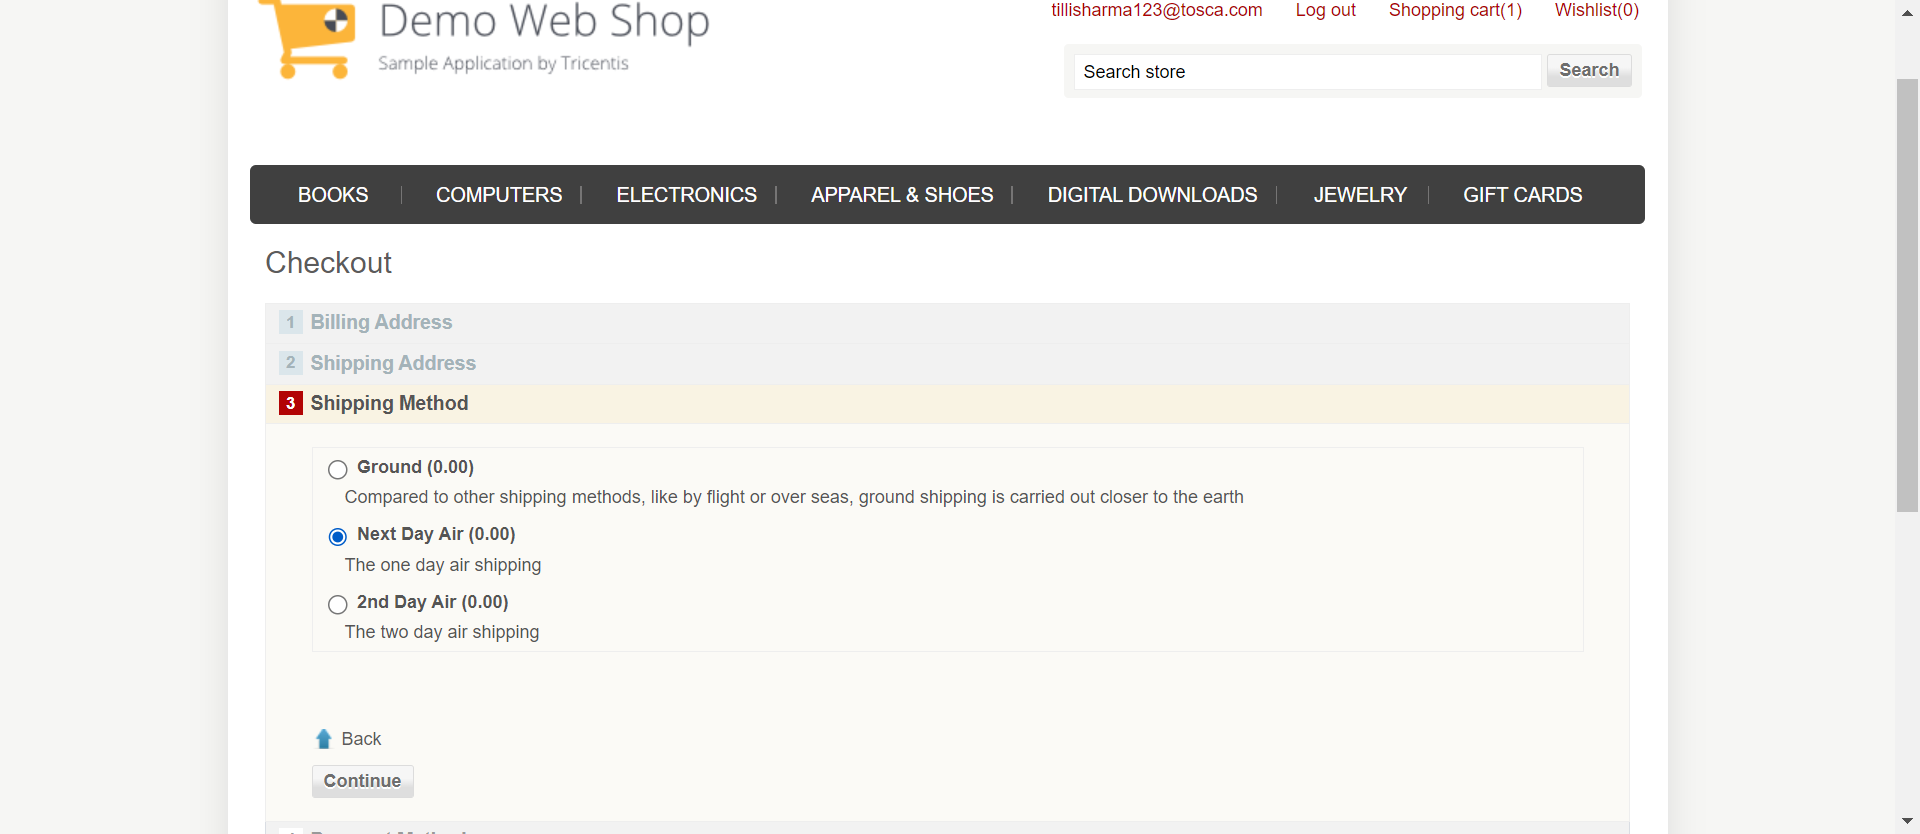 Demo Web Shop
Sample Application by Tricentis
tillisharma123@tosca.com Log out Shopping cart(1) Wishlist(0)
Search store Search
BOOKS COMPUTERS ELECTRONICS APPAREL & SHOES DIGITAL DOWNLOADS JEWELRY GIFT CARDS
Checkout
1 Billing Address
2 Shipping Address
3 Shipping Method
Ground (0.00)
Compared to other shipping methods, like by flight or over seas, ground shipping is carried out closer to the earth
Next Day Air (0.00)
The one day air shipping
2nd Day Air (0.00)
The two day air shipping
Back
Continue